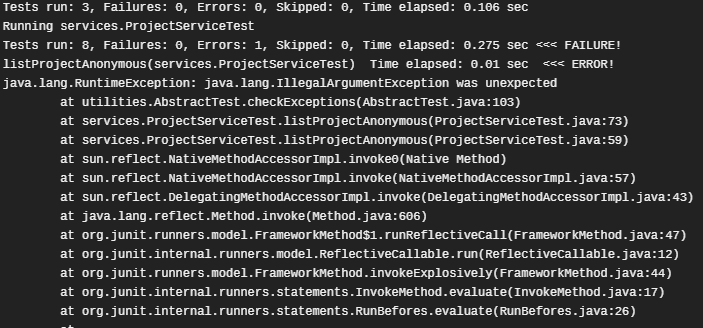 Tests run: 3, Failures: 0, Errors: 0, Skipped: 0, Time elapsed: 0.106 sec
Running services.ProjectServiceTest
Tests run: 8, Failures: 0, Errors: 1, Skipped: 0, Time elapsed: 0.275 sec <<< FAILURE!
listProjectAnonymous(services.ProjectServiceTest)  Time elapsed: 0.01 sec  <<< ERROR!
java.lang.RuntimeException: java.lang.IllegalArgumentException was unexpected
        at utilities.AbstractTest.checkExceptions(AbstractTest.java:103)
        at services.ProjectServiceTest.listProjectAnonymous(ProjectServiceTest.java:73)
        at services.ProjectServiceTest.listProjectAnonymous(ProjectServiceTest.java:59)
        at sun.reflect.NativeMethodAccessorImpl.invoke0(Native Method)
        at sun.reflect.NativeMethodAccessorImpl.invoke(NativeMethodAccessorImpl.java:57)
        at sun.reflect.DelegatingMethodAccessorImpl.invoke(DelegatingMethodAccessorImpl.java:43)
        at java.lang.reflect.Method.invoke(Method.java:606)
        at org.junit.runners.model.FrameworkMethod$1.runReflectiveCall(FrameworkMethod.java:47)
        at org.junit.internal.runners.model.ReflectiveCallable.run(ReflectiveCallable.java:12)
        at org.junit.runners.model.FrameworkMethod.invokeExplosively(FrameworkMethod.java:44)
        at org.junit.internal.runners.statements.InvokeMethod.evaluate(InvokeMethod.java:17)
        at org.junit.internal.runners.statements.RunBefores.evaluate(RunBefores.java:26)